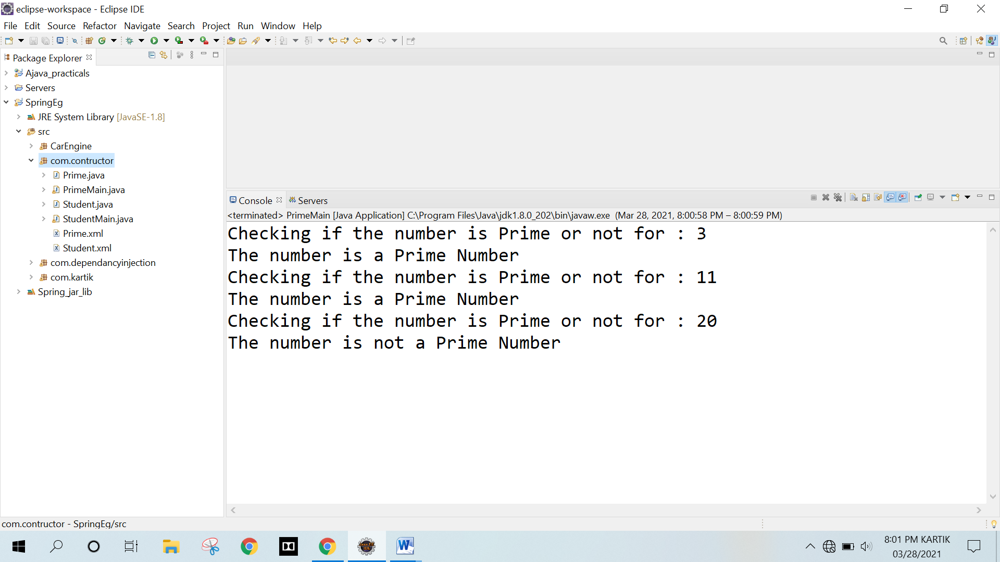 eclipse-workspace - Eclipse IDE
File Edit Source Refactor Navigate Search Project Run Window Help
Package Explorer
Ajava_practicals
Servers
SpringEg
JRE System Library [JavaSE-1.8]
src
CarEngine
com.contructor
Prime.java
PrimeMain.java
Student.java
StudentMain.java
Prime.xml
Student.xml
com.dependancyinjection
com.kartik
Spring_jar_lib
Console Servers
<terminated> PrimeMain [Java Application] C:\Program Files\Java\jdk1.8.0_202\bin\javaw.exe (Mar 28, 2021, 8:00:58 PM – 8:00:59 PM)
Checking if the number is Prime or not for : 3
The number is a Prime Number
Checking if the number is Prime or not for : 11
The number is a Prime Number
Checking if the number is Prime or not for : 20
The number is not a Prime Number
com.contructor - SpringEg/src
8:01 PM KARTIK
03/28/2021